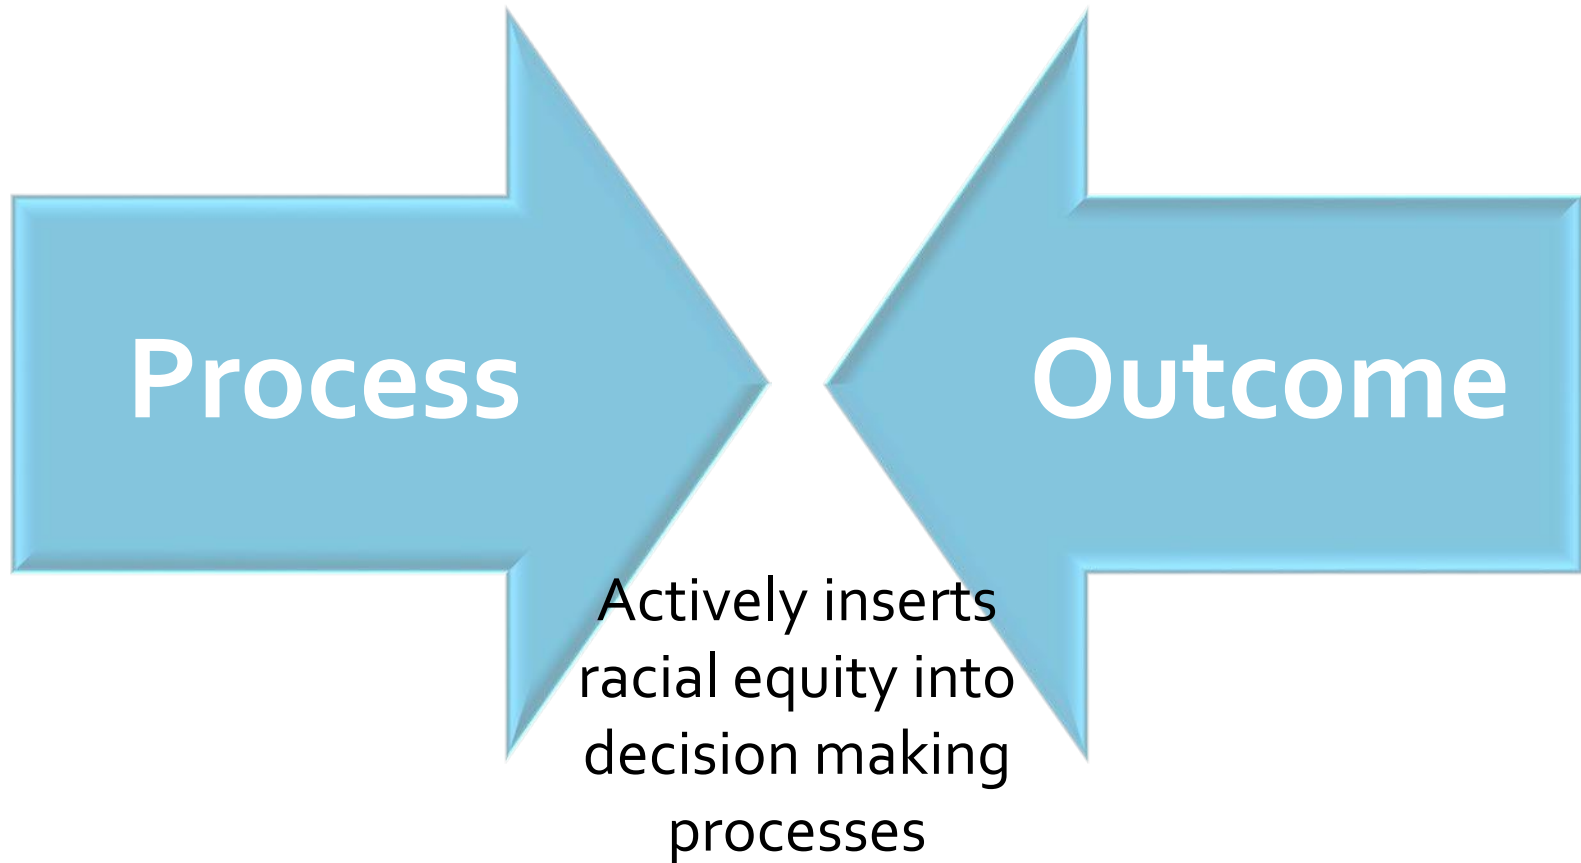 Process
Outcome
Actively inserts
racial equity into
decision making
processes